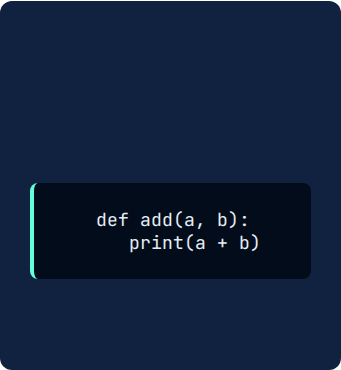 def add(a, b):
   print(a + b)